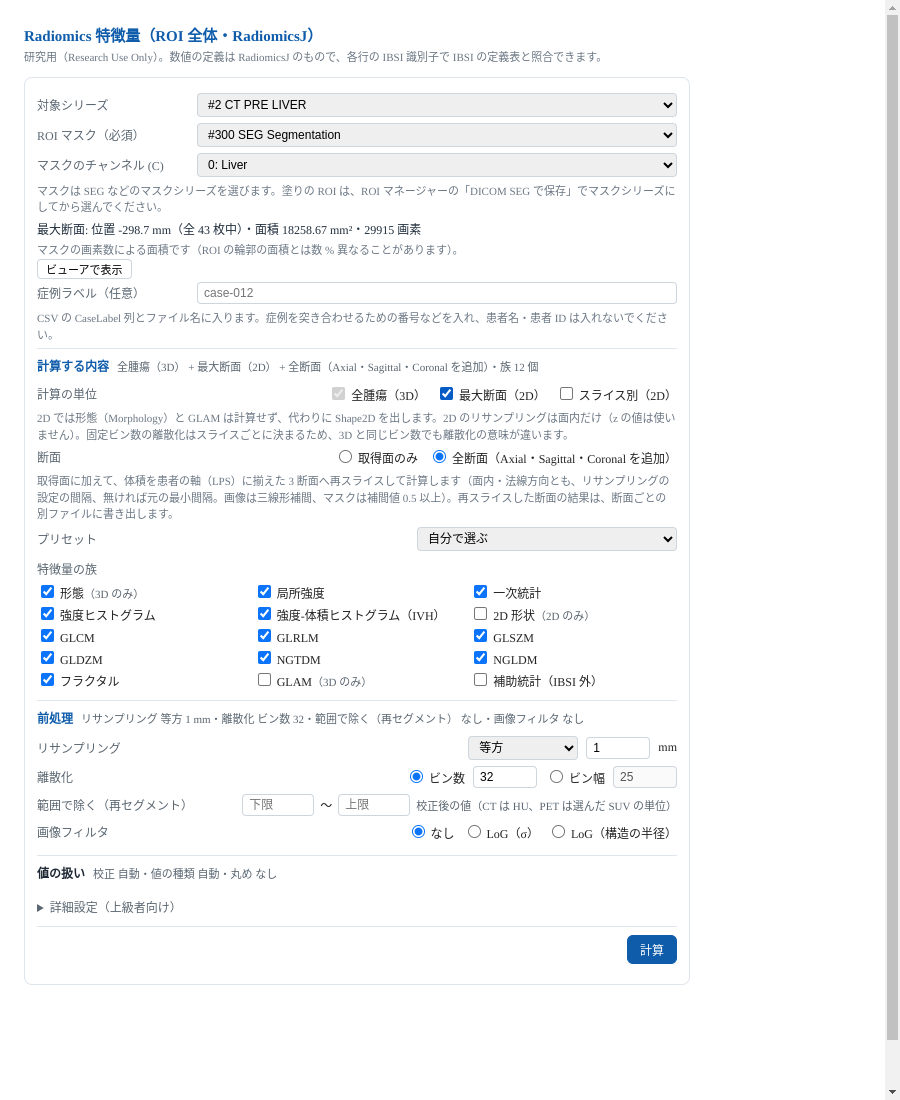 Radiomics 特徴量（ROI 全体・RadiomicsJ）
研究用（Research Use Only）。数値の定義は RadiomicsJ のもので、各行の IBSI 識別子で IBSI の定義表と照合できます。
対象シリーズ #2 CT PRE LIVER
ROI マスク（必須） #300 SEG Segmentation
マスクのチャンネル (C) 0: Liver
マスクは SEG などのマスクシリーズを選びます。塗りの ROI は、ROI マネージャーの「DICOM SEG で保存」でマスクシリーズに
してから選んでください。
最大断面: 位置 -298.7 mm（全 43 枚中）・面積 18258.67 mm²・29915 画素
マスクの画素数による面積です（ROI の輪郭の面積とは数 % 異なることがあります）。
ビューアで表示
症例ラベル（任意） case-012
CSV の CaseLabel 列とファイル名に入ります。症例を突き合わせるための番号などを入れ、患者名・患者 ID は入れないでくださ
い。
計算する内容 全腫瘍（3D） + 最大断面（2D） + 全断面（Axial・Sagittal・Coronal を追加）・族 12 個
計算の単位 全腫瘍（3D） 最大断面（2D） スライス別（2D）
2D では形態（Morphology）と GLAM は計算せず、代わりに Shape2D を出します。2D のリサンプリングは面内だけ（z の値は使い
ません）。固定ビン数の離散化はスライスごとに決まるため、3D と同じビン数でも離散化の意味が違います。
断面 取得面のみ 全断面（Axial・Sagittal・Coronal を追加）
取得面に加えて、体積を患者の軸（LPS）に揃えた 3 断面へ再スライスして計算します（面内・法線方向とも、リサンプリングの
設定の間隔、無ければ元の最小間隔。画像は三線形補間、マスクは補間値 0.5 以上）。再スライスした断面の結果は、断面ごとの
別ファイルに書き出します。
プリセット 自分で選ぶ
特徴量の族
形態（3D のみ） 局所強度 一次統計
強度ヒストグラム 強度-体積ヒストグラム（IVH） 2D 形状（2D のみ）
GLCM GLRLM GLSZM
GLDZM NGTDM NGLDM
フラクタル GLAM（3D のみ） 補助統計（IBSI 外）
前処理 リサンプリング 等方 1 mm・離散化 ビン数 32・範囲で除く（再セグメント） なし・画像フィルタ なし
リサンプリング 等方 1 mm
離散化 ビン数 32 ビン幅 25
範囲で除く（再セグメント） 下限 〜 上限 校正後の値（CT は HU、PET は選んだ SUV の単位）
画像フィルタ なし LoG（σ） LoG（構造の半径）
値の扱い 校正 自動・値の種類 自動・丸め なし
▶ 詳細設定（上級者向け）
計算